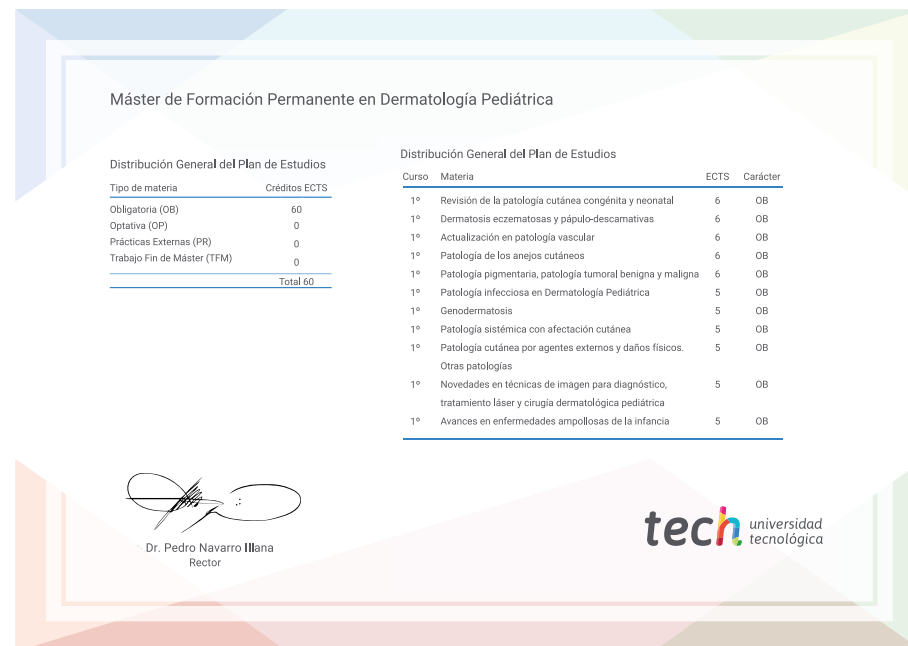 Máster de Formación Permanente en Dermatología Pediátrica
Distribución General del Plan de Estudios
Tipo de materia Créditos ECTS
Obligatoria (OB) 60
Optativa (OP) 0
Prácticas Externas (PR) 0
Trabajo Fin de Máster (TFM) 0
Total 60
Distribución General del Plan de Estudios
Curso Materia ECTS Carácter
1º Revisión de la patología cutánea congénita y neonatal 6 OB
1º Dermatosis eczematosas y pápulo-descamativas 6 OB
1º Actualización en patología vascular 6 OB
1º Patología de los anejos cutáneos 6 OB
1º Patología pigmentaria, patología tumoral benigna y maligna 6 OB
1º Patología infecciosa en Dermatología Pediátrica 5 OB
1º Genodermatosis 5 OB
1º Patología sistémica con afectación cutánea 5 OB
1º Patología cutánea por agentes externos y daños físicos. 5 OB
Otras patologías
1º Novedades en técnicas de imagen para diagnóstico, 5 OB
tratamiento láser y cirugía dermatológica pediátrica
1º Avances en enfermedades ampollosas de la infancia 5 OB
Dr. Pedro Navarro Illana
Rector
tech universidad
tecnológica